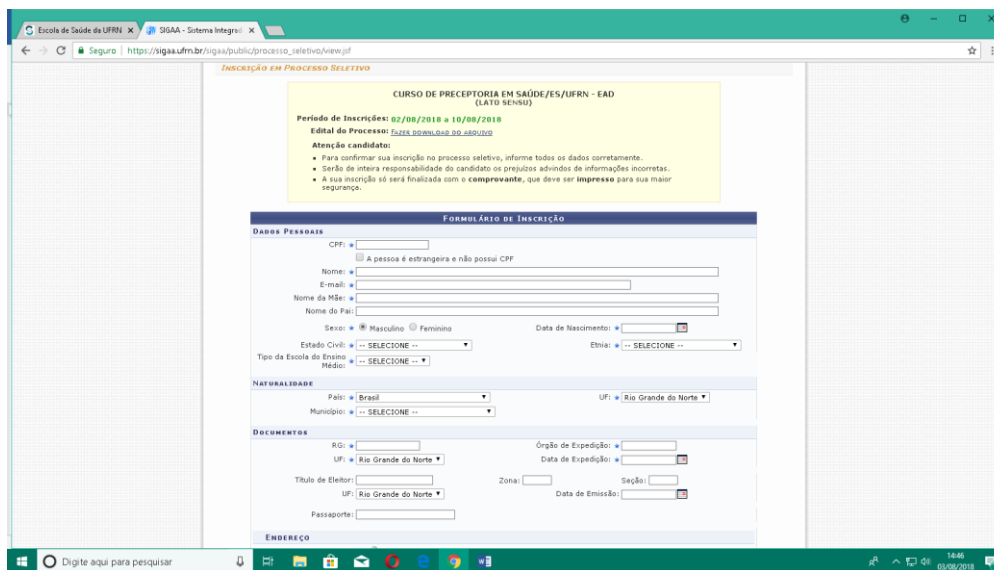 Escola de Saúde da UFRN
SIGAA - Sistema Integrad
Seguro | https://sigaa.ufrn.br/sigaa/public/processo_seletivo/view.jsf
INSCRIÇÃO EM PROCESSO SELETIVO
CURSO DE PRECEPTORIA EM SAÚDE/ES/UFRN - EAD
(LATO SENSU)
Período de Inscrições: 02/08/2018 a 10/08/2018
Edital do Processo: FAZER DOWNLOAD DO ARQUIVO
Atenção candidato:
Para confirmar sua inscrição no processo seletivo, informe todos os dados corretamente.
Serão de inteira responsabilidade do candidato os prejuízos advindos de informações incorretas.
A sua inscrição só será finalizada com o comprovante, que deve ser impresso para sua maior
segurança.
FORMULÁRIO DE INSCRIÇÃO
DADOS PESSOAIS
CPF:
A pessoa é estrangeira e não possui CPF
Nome:
E-mail:
Nome da Mãe:
Nome do Pai:
Sexo: Masculino Feminino Data de Nascimento:
Estado Civil: -- SELECIONE -- Etnia: -- SELECIONE --
Tipo da Escola do Ensino
Médio: -- SELECIONE --
NATURALIDADE
País: Brasil UF: Rio Grande do Norte
Município: -- SELECIONE --
DOCUMENTOS
RG: Órgão de Expedição:
UF: Rio Grande do Norte Data de Expedição:
Título de Eleitor: Zona: Seção:
UF: Rio Grande do Norte Data de Emissão:
Passaporte:
ENDEREÇO
Digite aqui para pesquisar
14:46
03/08/2018